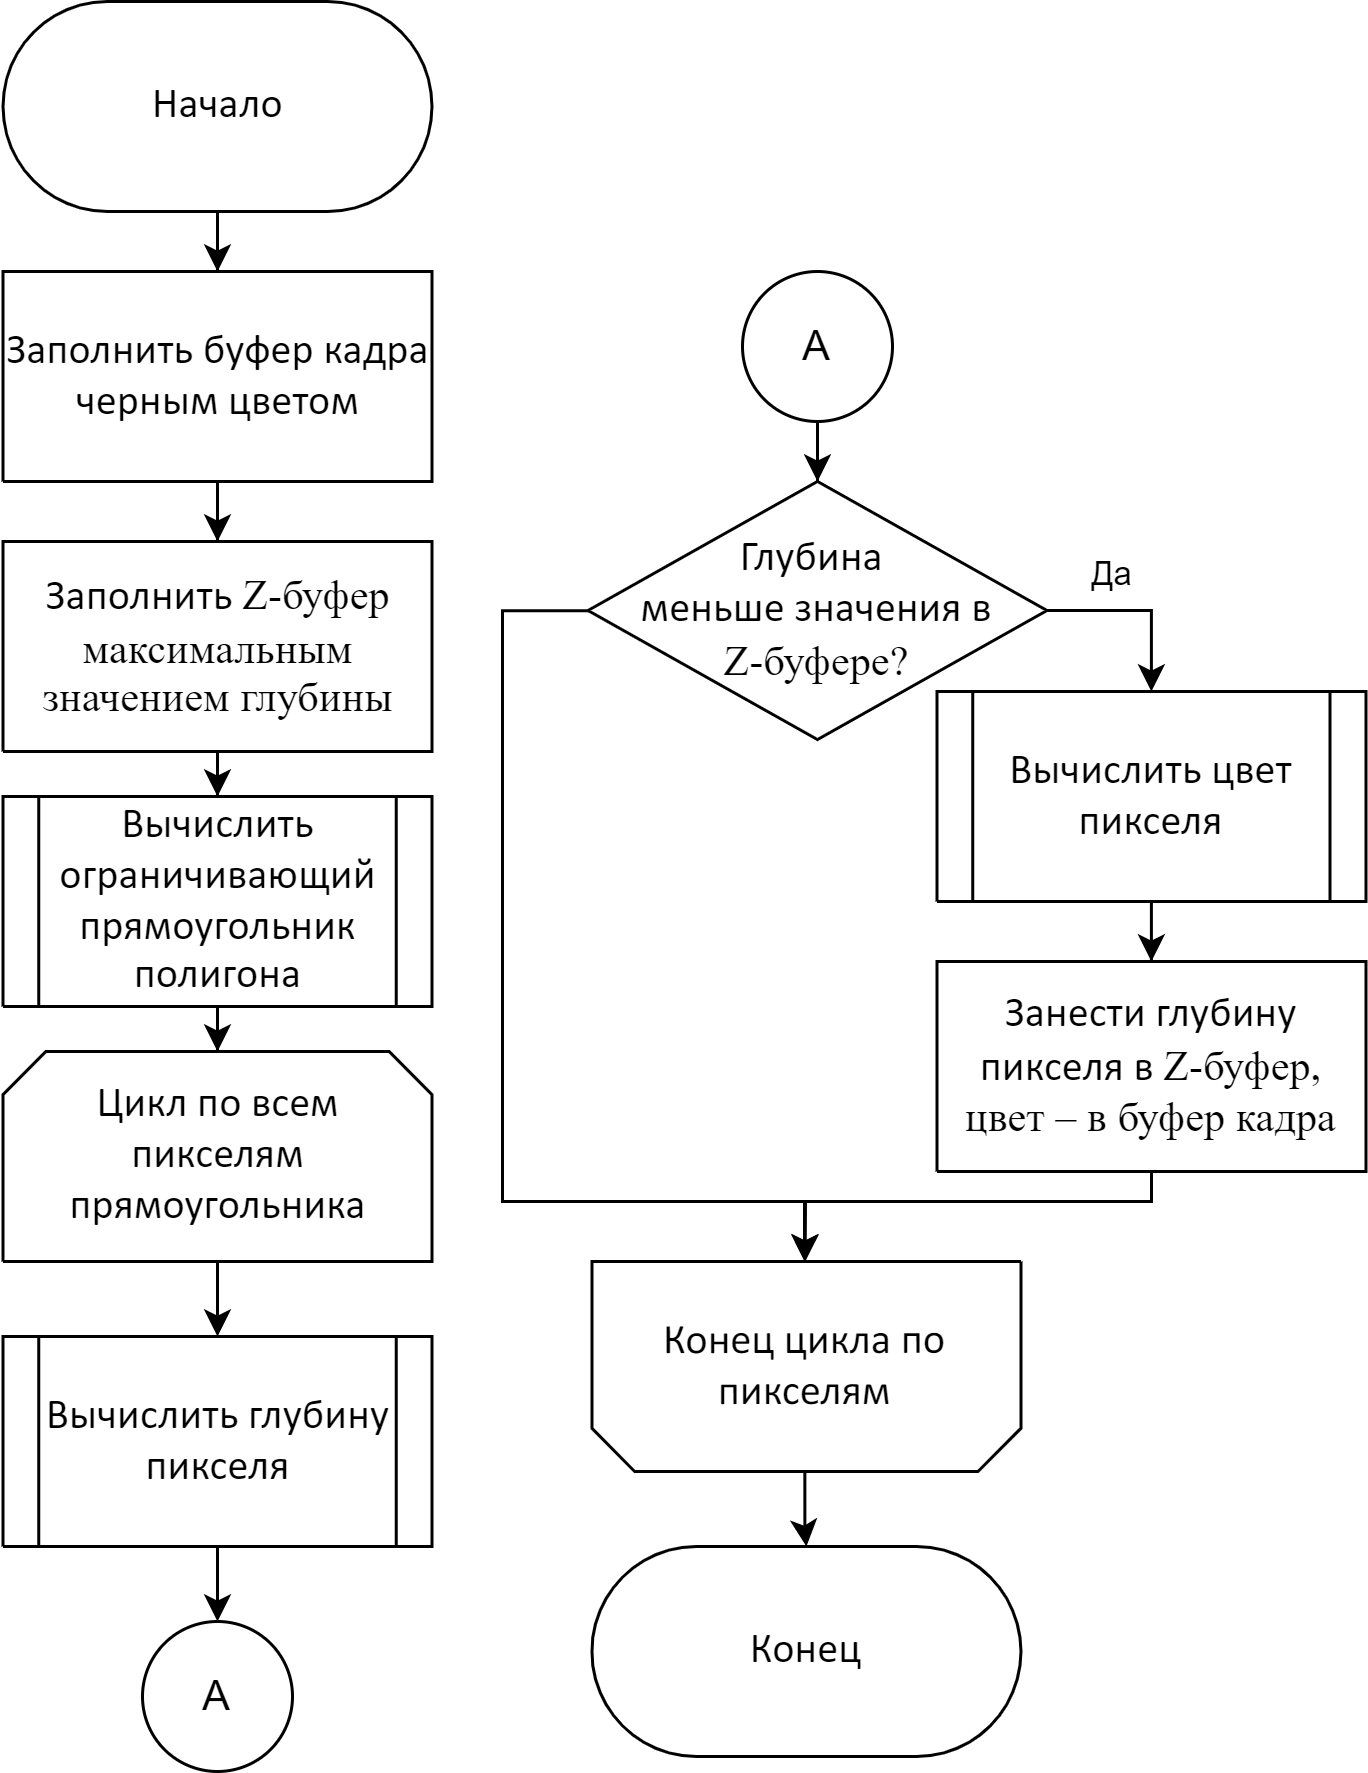 Начало
Заполнить буфер кадра
черным цветом
Заполнить Z-буфер
максимальным
значением глубины
Вычислить
ограничивающий
прямоугольник
полигона
Цикл по всем
пикселям
прямоугольника
Вычислить глубину
пикселя
А
А
Глубина
меньше значения в
Z-буфере?
Да
Вычислить цвет
пикселя
Занести глубину
пикселя в Z-буфер,
цвет – в буфер кадра
Конец цикла по
пикселям
Конец